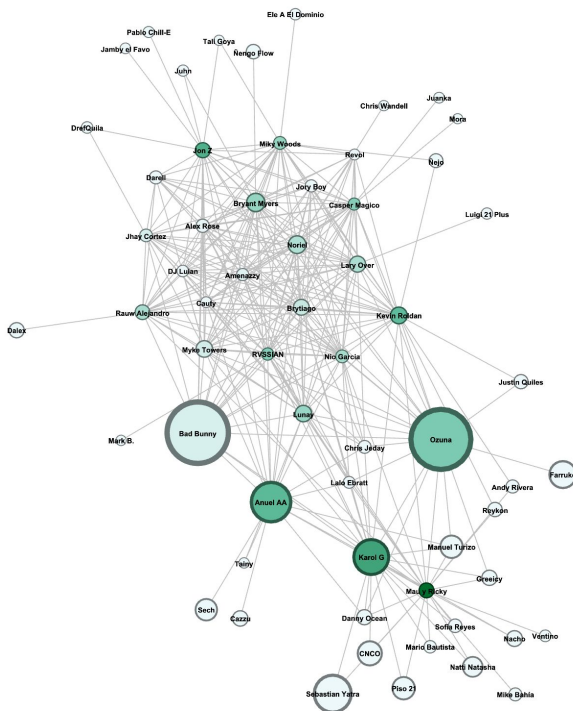 Ele A El Dominio
Pablo Chill-E
Tali Goya
Jamby el Favo
Ñengo Flow
Juhn
Juanka
Chris Wandell
Mora
DrefQuila
Jon Z
Miky Woods
Revol
Ñejo
Darell
Jory Boy
Bryant Myers
Casper Magico
Luigi 21 Plus
Alex Rose
Jhay Cortez
Noriel
Lary Over
DJ Luian
Amenazzy
Caufy
Brytiago
Rauw Alejandro
Kevin Roldan
Dalex
Myke Towers
RVSSIAN
Nio Garcia
Justin Quiles
Lunay
Bad Bunny
Ozuna
Mark B.
Chris Jeday
Farruko
Lalo Ebratt
Andy Rivera
Anuel AA
Reykon
Manuel Turizo
Karol G
Tainy
Greeicy
Mau y Ricky
Sech
Cazzu
Danny Ocean
Sofia Reyes
Nacho
Ventino
Mario Bautista
CNCO
Natti Natasha
Piso 21
Sebastian Yatra
Mike Bahía